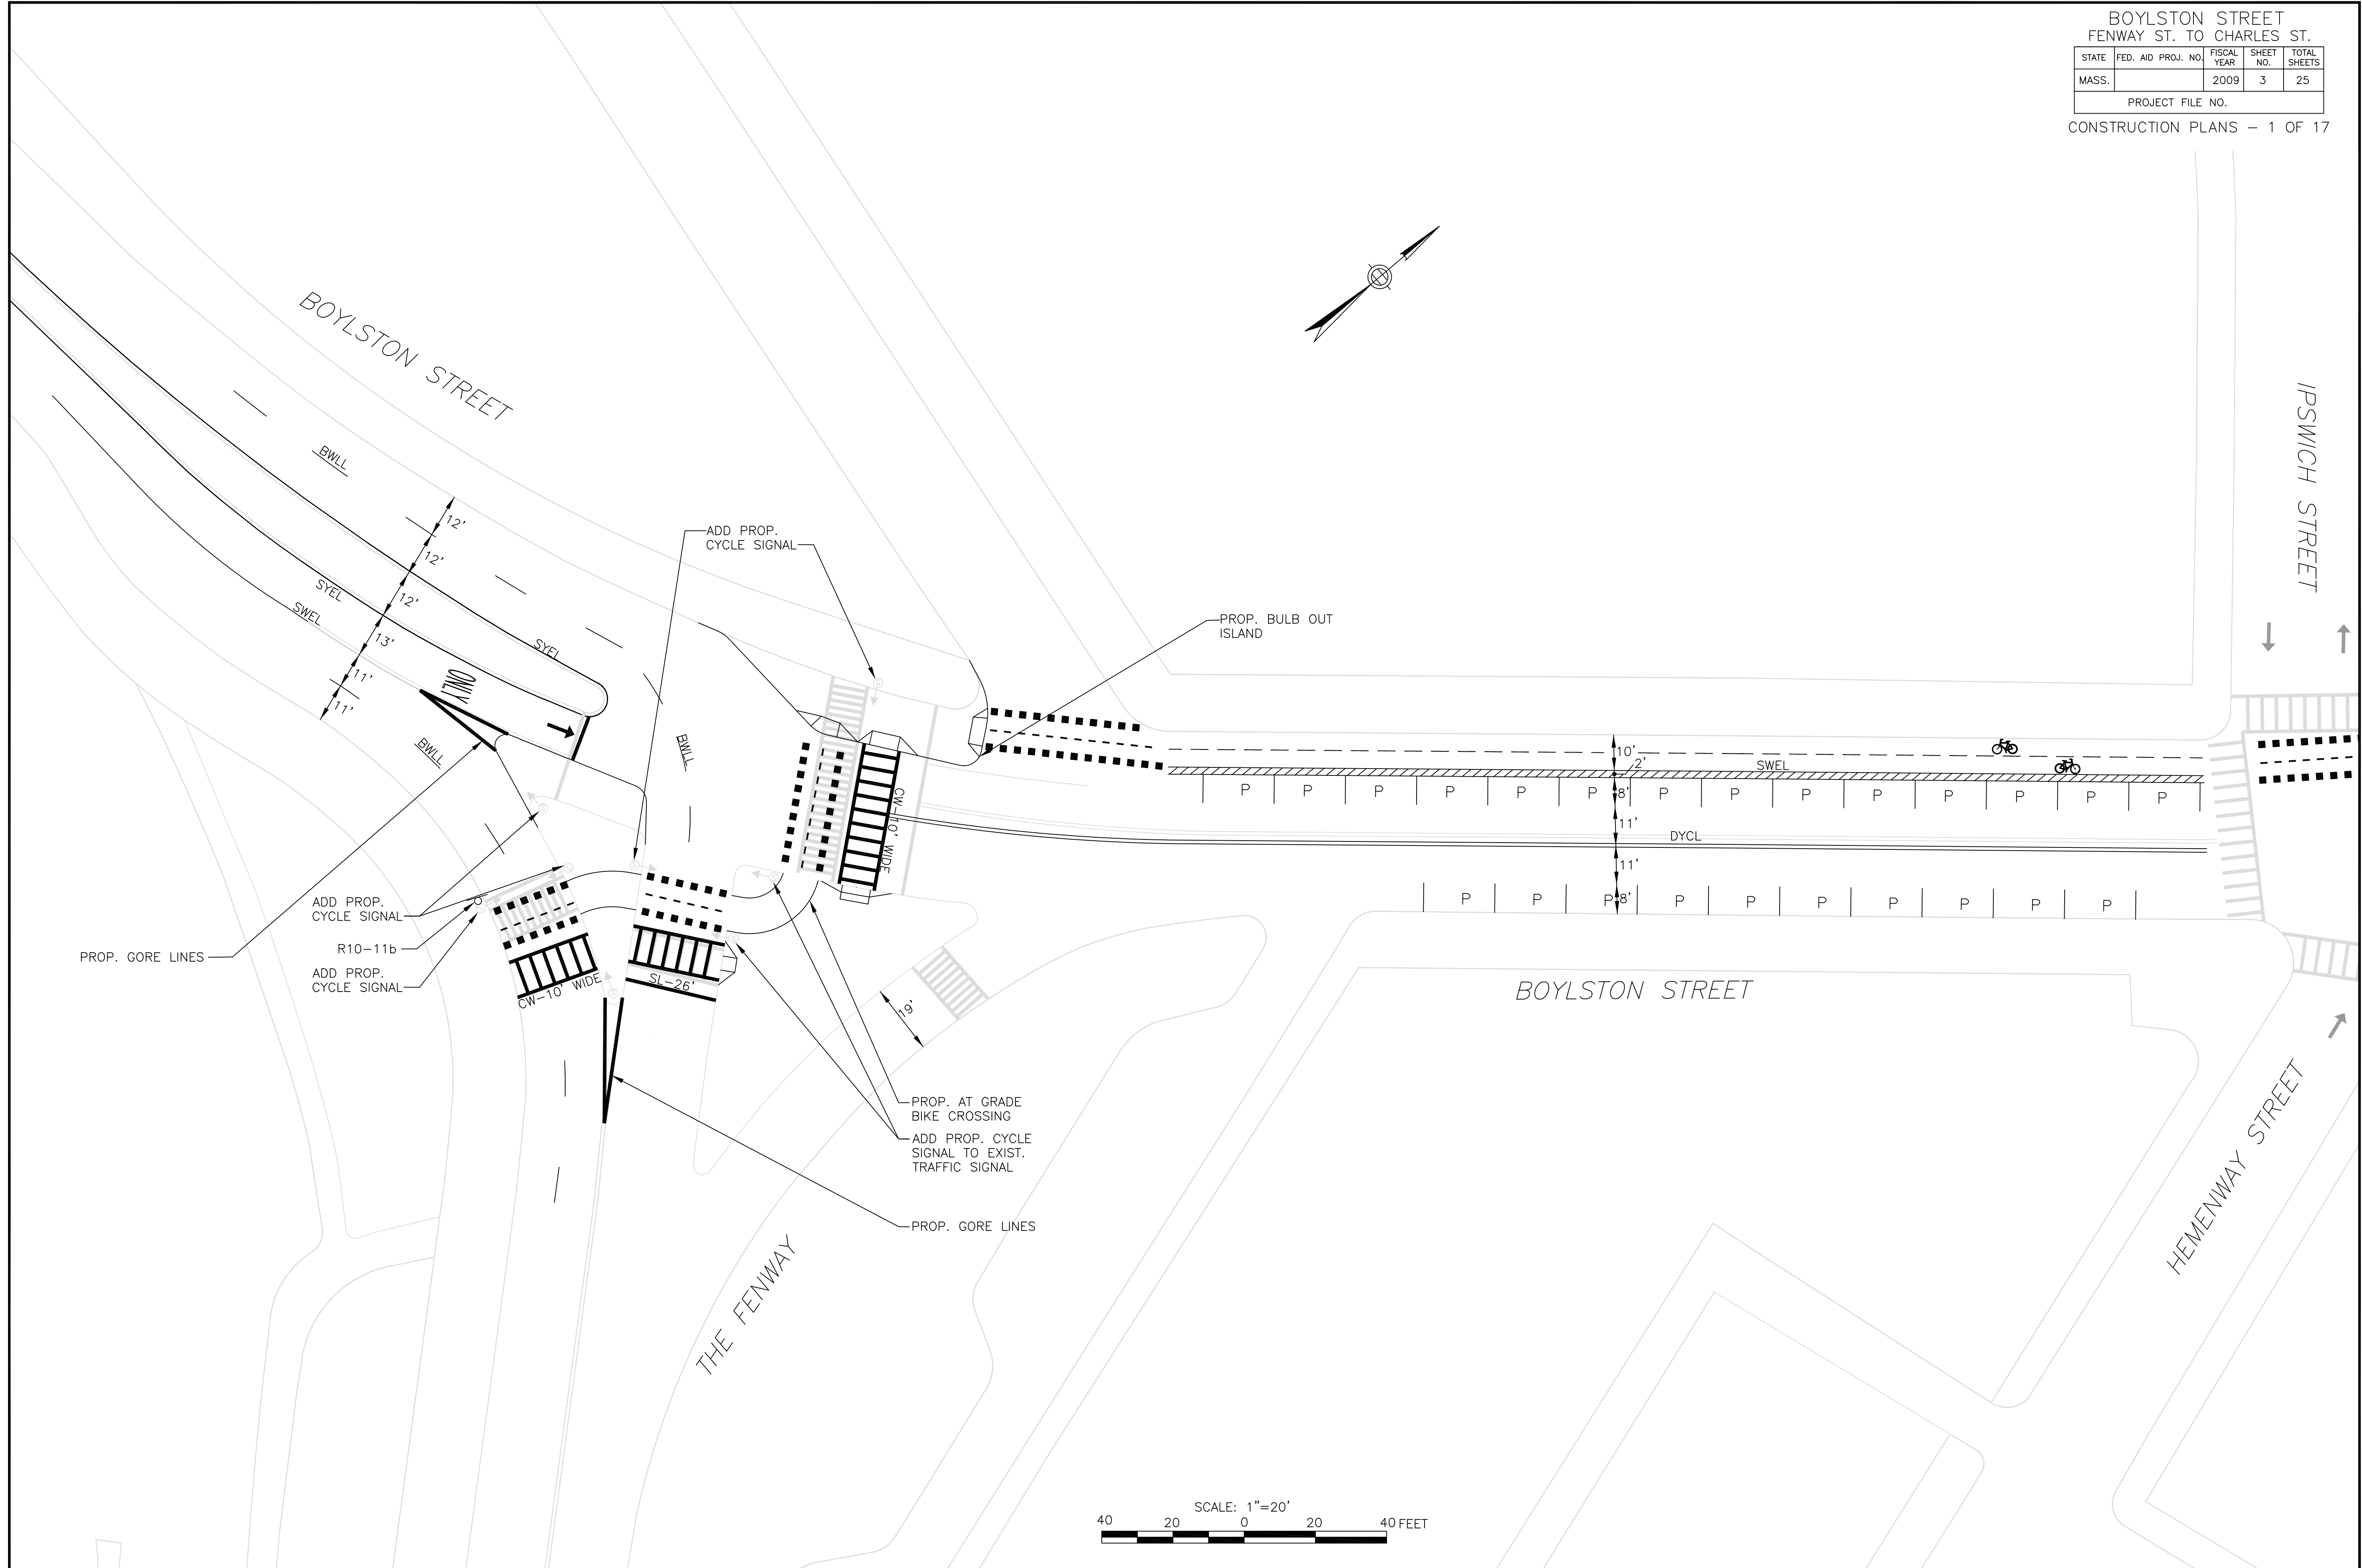 BOYLSTON STREET
FENWAY ST. TO CHARLES ST.
STATE FED. AID PROJ. NO. FISCAL YEAR SHEET NO. TOTAL SHEETS
MASS. 2009 3 25
PROJECT FILE NO.
CONSTRUCTION PLANS – 1 OF 17
BOYLSTON STREET
IPSWICH STREET
BWLL
12'
12'
12'
13'
11'
11'
SYEL
SWEL
SYEL
ONLY
BWLL
BWLL
ADD PROP.
CYCLE SIGNAL
PROP. BULB OUT
ISLAND
10'
2'
SWEL
8'
P P P P P P P P P P P P P P
11'
DYCL
11'
8'
P P P P P P P P P P
CW-10' WIDE
ADD PROP.
CYCLE SIGNAL
R10-11b
ADD PROP.
CYCLE SIGNAL
PROP. GORE LINES
CW-10' WIDE
SL-26'
19'
BOYLSTON STREET
PROP. AT GRADE
BIKE CROSSING
ADD PROP. CYCLE
SIGNAL TO EXIST.
TRAFFIC SIGNAL
PROP. GORE LINES
THE FENWAY
HEMENWAY STREET
SCALE: 1"=20'
40 20 0 20 40 FEET